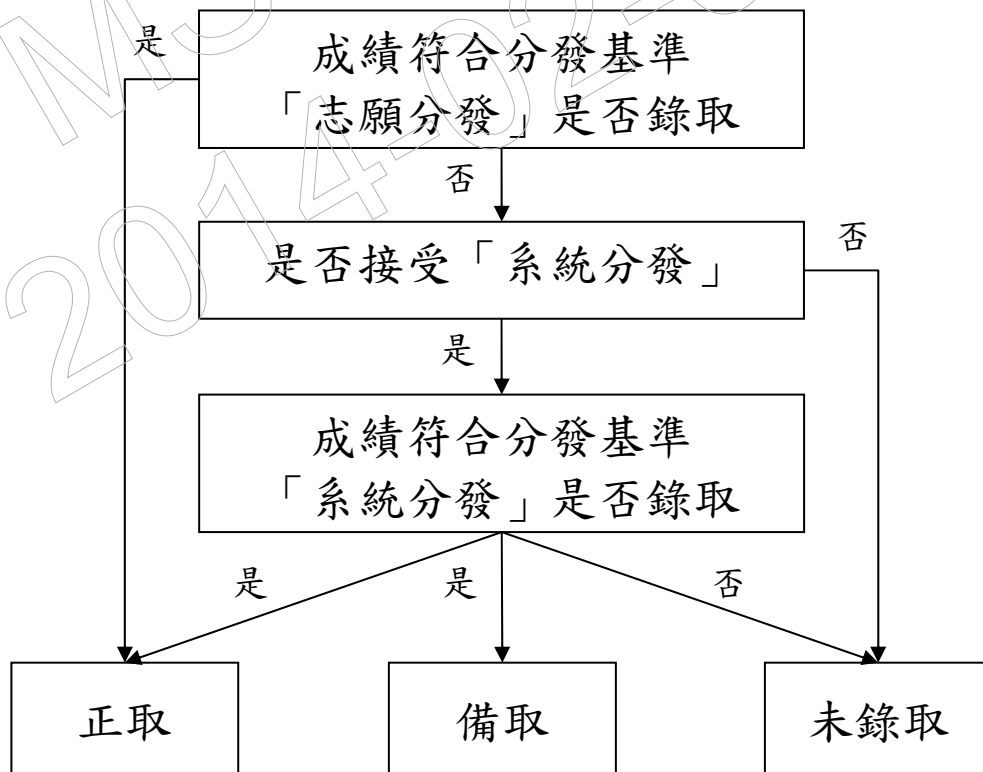 是
成績符合分發基準
「志願分發」是否錄取
否
是否接受「系統分發」
否
是
成績符合分發基準
「系統分發」是否錄取
是
是
否
正取
備取
未錄取